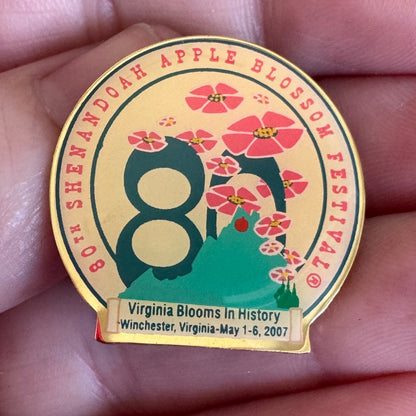 80TH SHENANDOAH APPLE BLOSSOM FESTIVAL®
80
Virginia Blooms In History
Winchester, Virginia-May 1-6, 2007